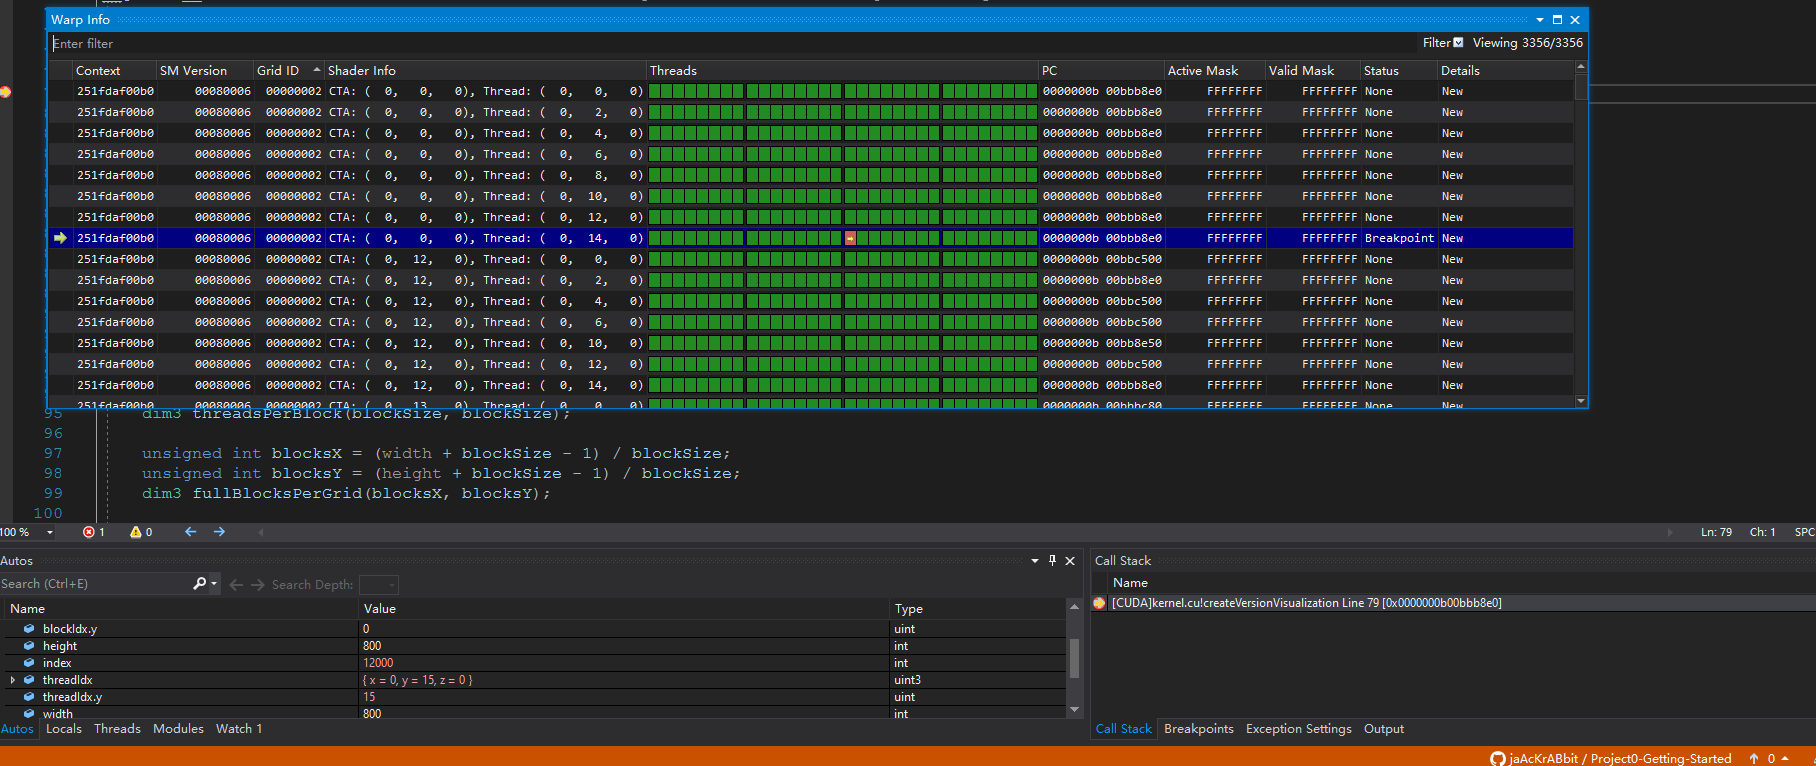 Warp Info
Enter filter
Filter Viewing 3356/3356
Context SM Version Grid ID Shader Info Threads PC Active Mask Valid Mask Status Details
251fdaf00b0 00080006 00000002 CTA: ( 0, 0, 0), Thread: ( 0, 0, 0) 0000000b 00bbb8e0 FFFFFFFF FFFFFFFF None New
251fdaf00b0 00080006 00000002 CTA: ( 0, 0, 0), Thread: ( 0, 2, 0) 0000000b 00bbb8e0 FFFFFFFF FFFFFFFF None New
251fdaf00b0 00080006 00000002 CTA: ( 0, 0, 0), Thread: ( 0, 4, 0) 0000000b 00bbb8e0 FFFFFFFF FFFFFFFF None New
251fdaf00b0 00080006 00000002 CTA: ( 0, 0, 0), Thread: ( 0, 6, 0) 0000000b 00bbb8e0 FFFFFFFF FFFFFFFF None New
251fdaf00b0 00080006 00000002 CTA: ( 0, 0, 0), Thread: ( 0, 8, 0) 0000000b 00bbb8e0 FFFFFFFF FFFFFFFF None New
251fdaf00b0 00080006 00000002 CTA: ( 0, 0, 0), Thread: ( 0, 10, 0) 0000000b 00bbb8e0 FFFFFFFF FFFFFFFF None New
251fdaf00b0 00080006 00000002 CTA: ( 0, 0, 0), Thread: ( 0, 12, 0) 0000000b 00bbb8e0 FFFFFFFF FFFFFFFF None New
251fdaf00b0 00080006 00000002 CTA: ( 0, 0, 0), Thread: ( 0, 14, 0) 0000000b 00bbb8e0 FFFFFFFF FFFFFFFF Breakpoint New
251fdaf00b0 00080006 00000002 CTA: ( 0, 12, 0), Thread: ( 0, 0, 0) 0000000b 00bbc500 FFFFFFFF FFFFFFFF None New
251fdaf00b0 00080006 00000002 CTA: ( 0, 12, 0), Thread: ( 0, 2, 0) 0000000b 00bbb8e0 FFFFFFFF FFFFFFFF None New
251fdaf00b0 00080006 00000002 CTA: ( 0, 12, 0), Thread: ( 0, 4, 0) 0000000b 00bbc500 FFFFFFFF FFFFFFFF None New
251fdaf00b0 00080006 00000002 CTA: ( 0, 12, 0), Thread: ( 0, 6, 0) 0000000b 00bbc500 FFFFFFFF FFFFFFFF None New
251fdaf00b0 00080006 00000002 CTA: ( 0, 12, 0), Thread: ( 0, 10, 0) 0000000b 00bb8e50 FFFFFFFF FFFFFFFF None New
251fdaf00b0 00080006 00000002 CTA: ( 0, 12, 0), Thread: ( 0, 12, 0) 0000000b 00bbc500 FFFFFFFF FFFFFFFF None New
251fdaf00b0 00080006 00000002 CTA: ( 0, 12, 0), Thread: ( 0, 14, 0) 0000000b 00bbb8e0 FFFFFFFF FFFFFFFF None New
251fdaf00b0 00080006 00000002 CTA: ( 0, 13, 0), Thread: ( 0, 0, 0) 0000000b 00bbbc80 FFFFFFFF FFFFFFFF None New
95 dim3 threadsPerBlock(blockSize, blockSize);
96
97 unsigned int blocksX = (width + blockSize - 1) / blockSize;
98 unsigned int blocksY = (height + blockSize - 1) / blockSize;
99 dim3 fullBlocksPerGrid(blocksX, blocksY);
100
100 % 1 0 Ln: 79 Ch: 1 SPC
Autos
Search (Ctrl+E) Search Depth:
Name Value Type
blockIdx.y 0 uint
height 800 int
index 12000 int
threadIdx { x = 0, y = 15, z = 0 } uint3
threadIdx.y 15 uint
width 800 int
Autos Locals Threads Modules Watch 1
Call Stack
Name
[CUDA]kernel.cu!createVersionVisualization Line 79 [0x0000000b00bbb8e0]
Call Stack Breakpoints Exception Settings Output
jaAcKrABbit / Project0-Getting-Started 0